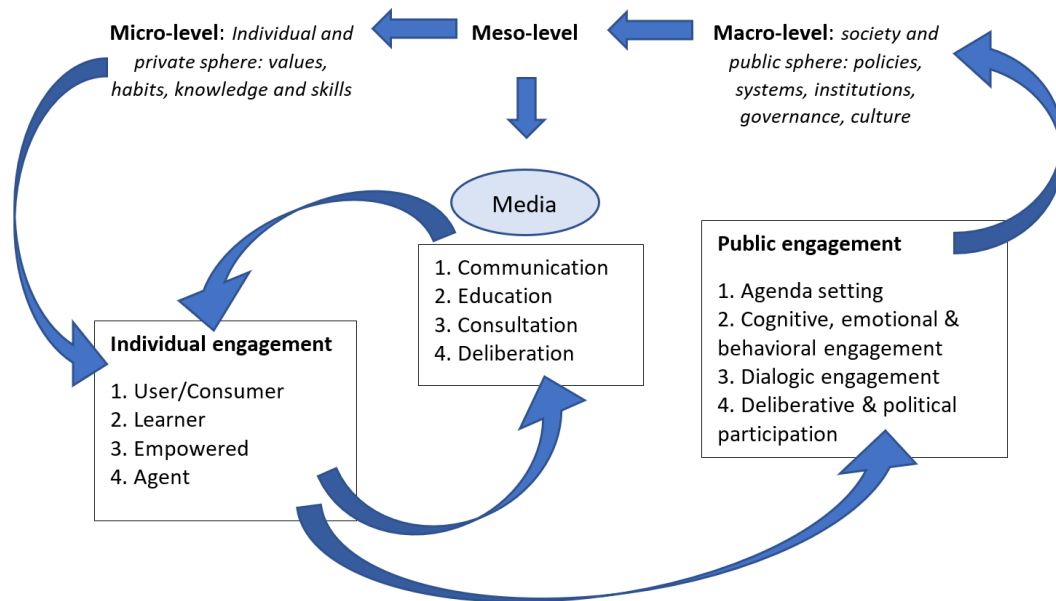 Micro-level: Individual and
private sphere: values,
habits, knowledge and skills
Meso-level
Macro-level: society and
public sphere: policies,
systems, institutions,
governance, culture
Media
1. Communication
2. Education
3. Consultation
4. Deliberation
Individual engagement
1. User/Consumer
2. Learner
3. Empowered
4. Agent
Public engagement
1. Agenda setting
2. Cognitive, emotional &
behavioral engagement
3. Dialogic engagement
4. Deliberative & political
participation